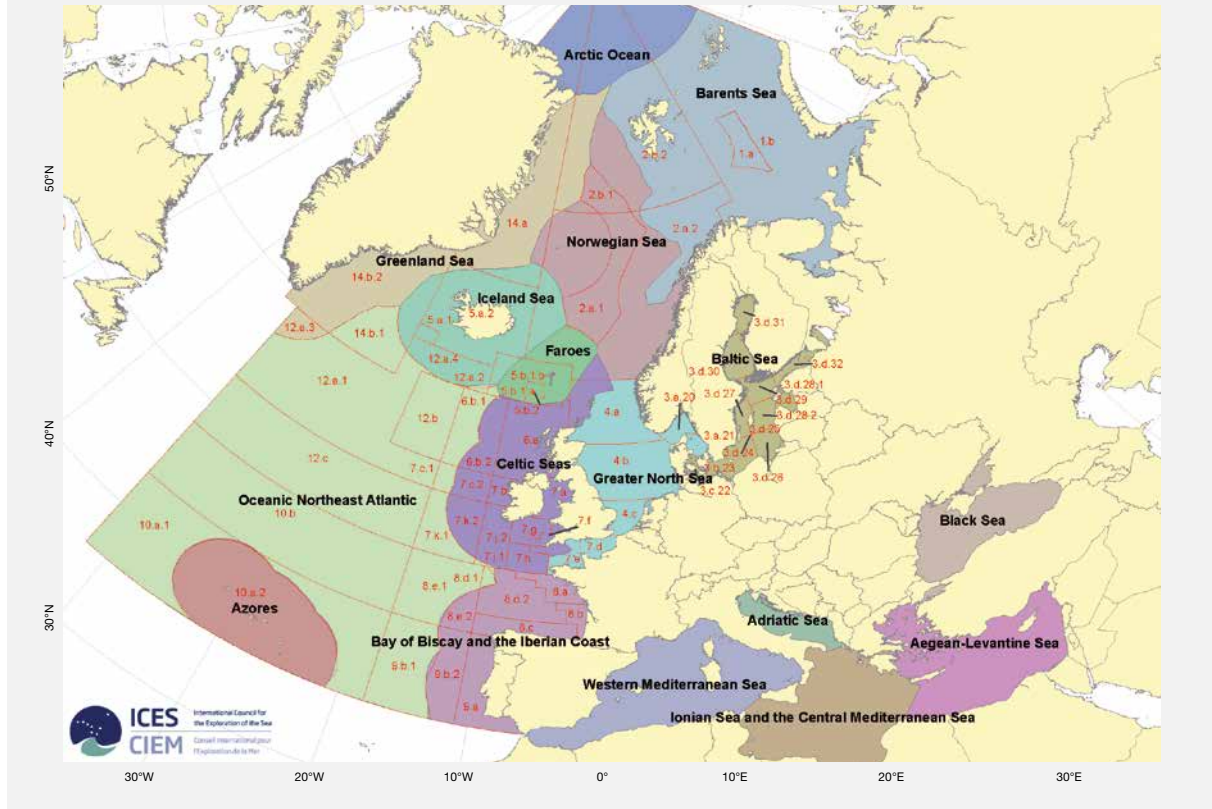 Arctic Ocean
Barents Sea
1.b
1.a
2.b.2
50°N
2.b.1
14.a
2.a.2
Norwegian Sea
Greenland Sea
14.b.2
Iceland Sea
5.a.1
5.a.2
2.a.1
3.d.31
12.a.3
14.b.1
Faroes
12.a.4
Baltic Sea
3.d.32
12.a.2
5.b.1.b
3.d.30
12.a.1
5.b.1.a
3.d.28.1
6.b.1
3.a.20
3.d.27
3.d.29
5.b.2
4.a
3.d.28.2
12.b
3.d.25
40°N
6.a
3.a.21
3.d.24
12.c
7.c.1
6.b.2
Celtic Seas
4.b
3.b.23
Greater North Sea
3.d.26
7.c.2
7.b
7.a
3.c.22
Oceanic Northeast Atlantic
10.b
4.c
Black Sea
10.a.1
7.k.2
7.g
7.f
7.k.1
7.j.2
7.d
7.j.1
7.h
7.e
8.e.1
8.d.1
10.a.2
8.d.2
8.a
Azores
30°N
8.e.2
8.b
Adriatic Sea
8.c
Bay of Biscay and the Iberian Coast
Aegean-Levantine Sea
9.b.1
9.b.2
Western Mediterranean Sea
9.a
Ionian Sea and the Central Mediterranean Sea
ICES
International Council for
the Exploration of the Sea
CIEM
Conseil International pour
l'Exploration de la Mer
30°W
20°W
10°W
0°
10°E
20°E
30°E